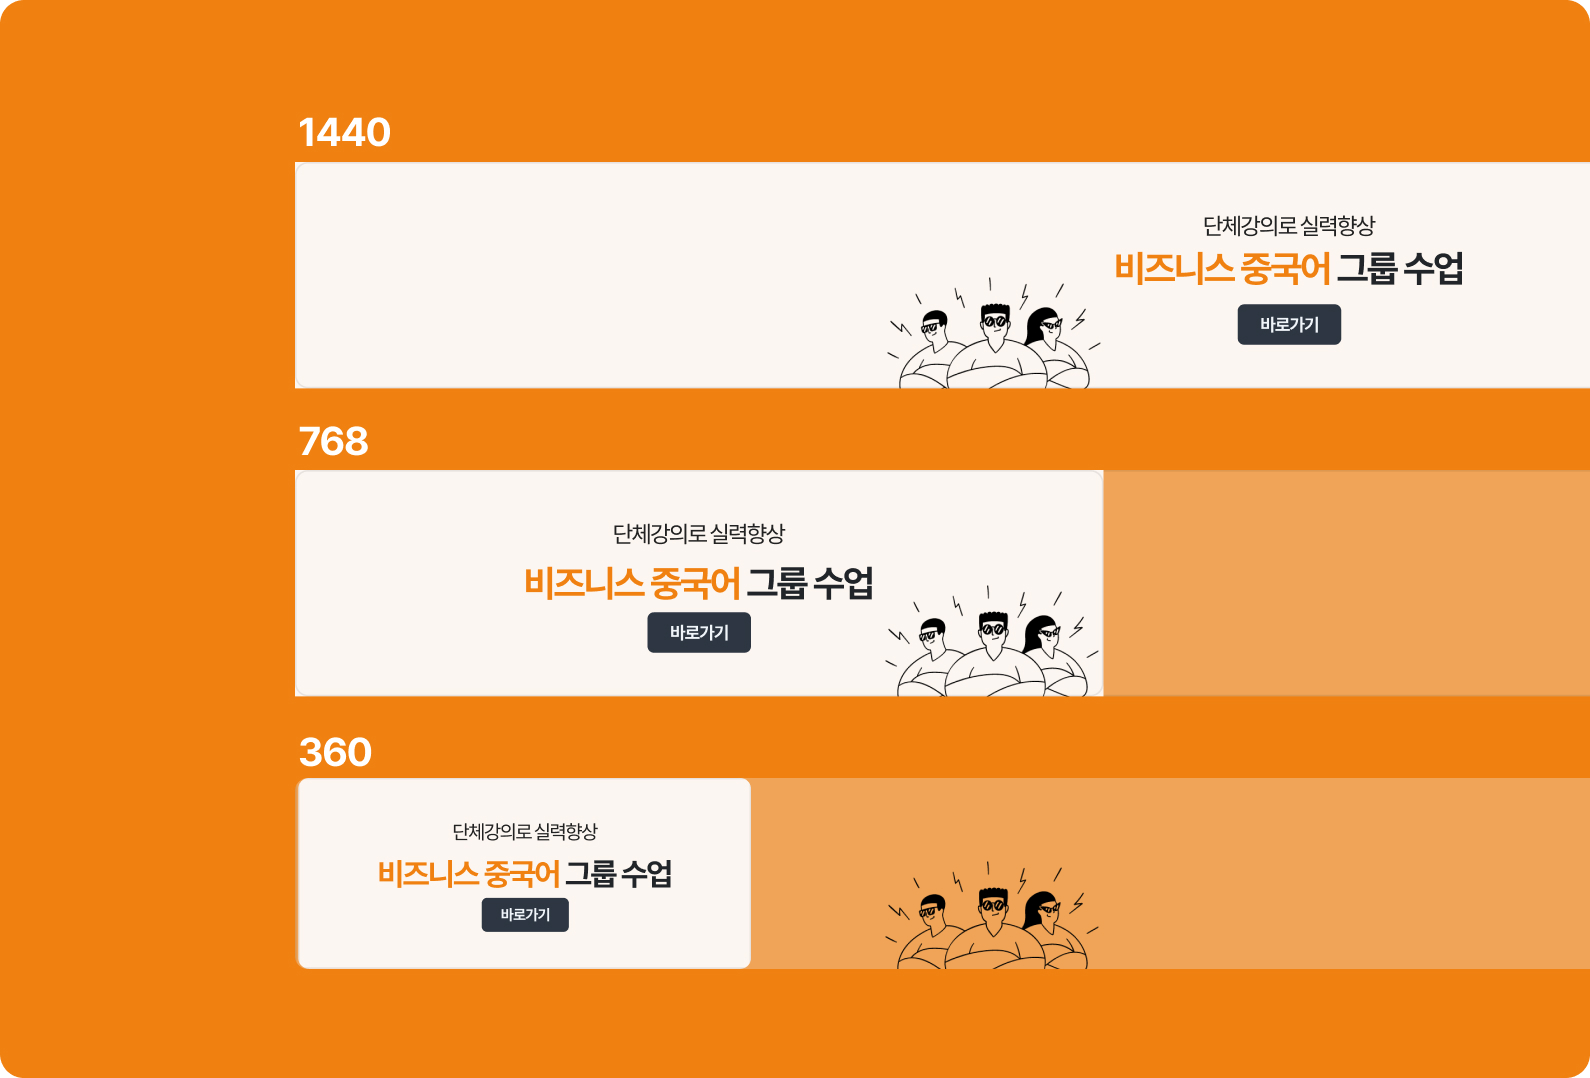 1440
단체강의로 실력향상
비즈니스 중국어 그룹 수업
바로가기
768
단체강의로 실력향상
비즈니스 중국어 그룹 수업
바로가기
360
단체강의로 실력향상
비즈니스 중국어 그룹 수업
바로가기